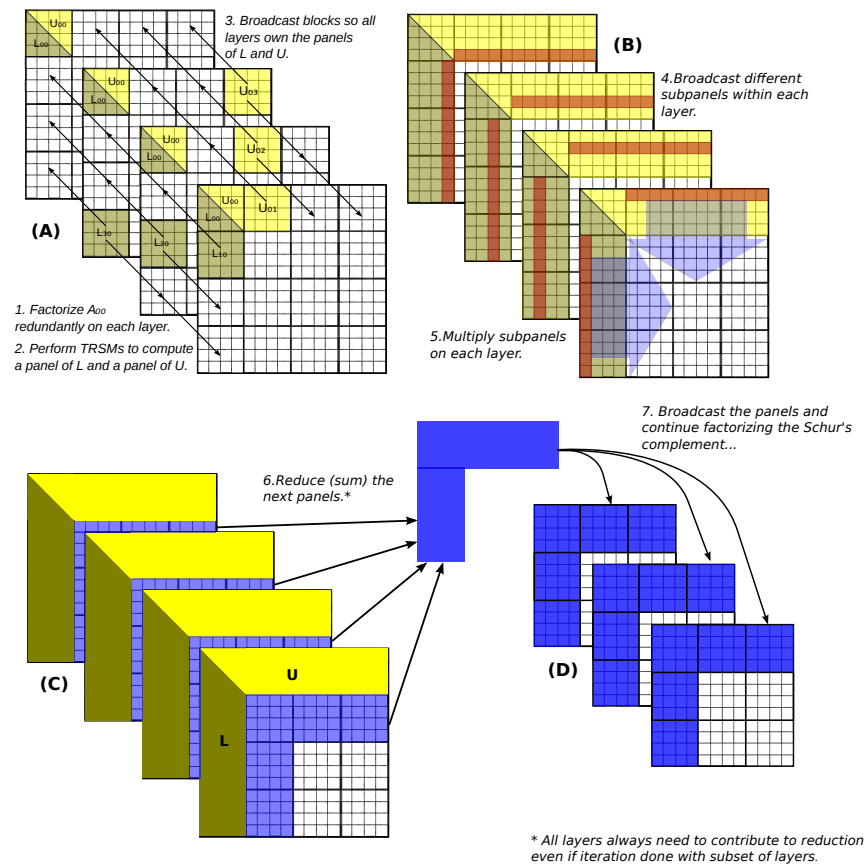 3. Broadcast blocks so all
layers own the panels
of L and U.
U₀₀
L₀₀
U₀₀
L₀₀
U₀₃
U₀₀
L₀₀
U₀₂
U₀₀
L₀₀
U₀₁
(A)
L₃₀
L₂₀
L₁₀
1. Factorize A₀₀
redundantly on each layer.
2. Perform TRSMs to compute
a panel of L and a panel of U.
(B)
4.Broadcast different
subpanels within each
layer.
5.Multiply subpanels
on each layer.
6.Reduce (sum) the
next panels.*
7. Broadcast the panels and
continue factorizing the Schur's
complement...
(C)
U
L
(D)
* All layers always need to contribute to reduction
even if iteration done with subset of layers.